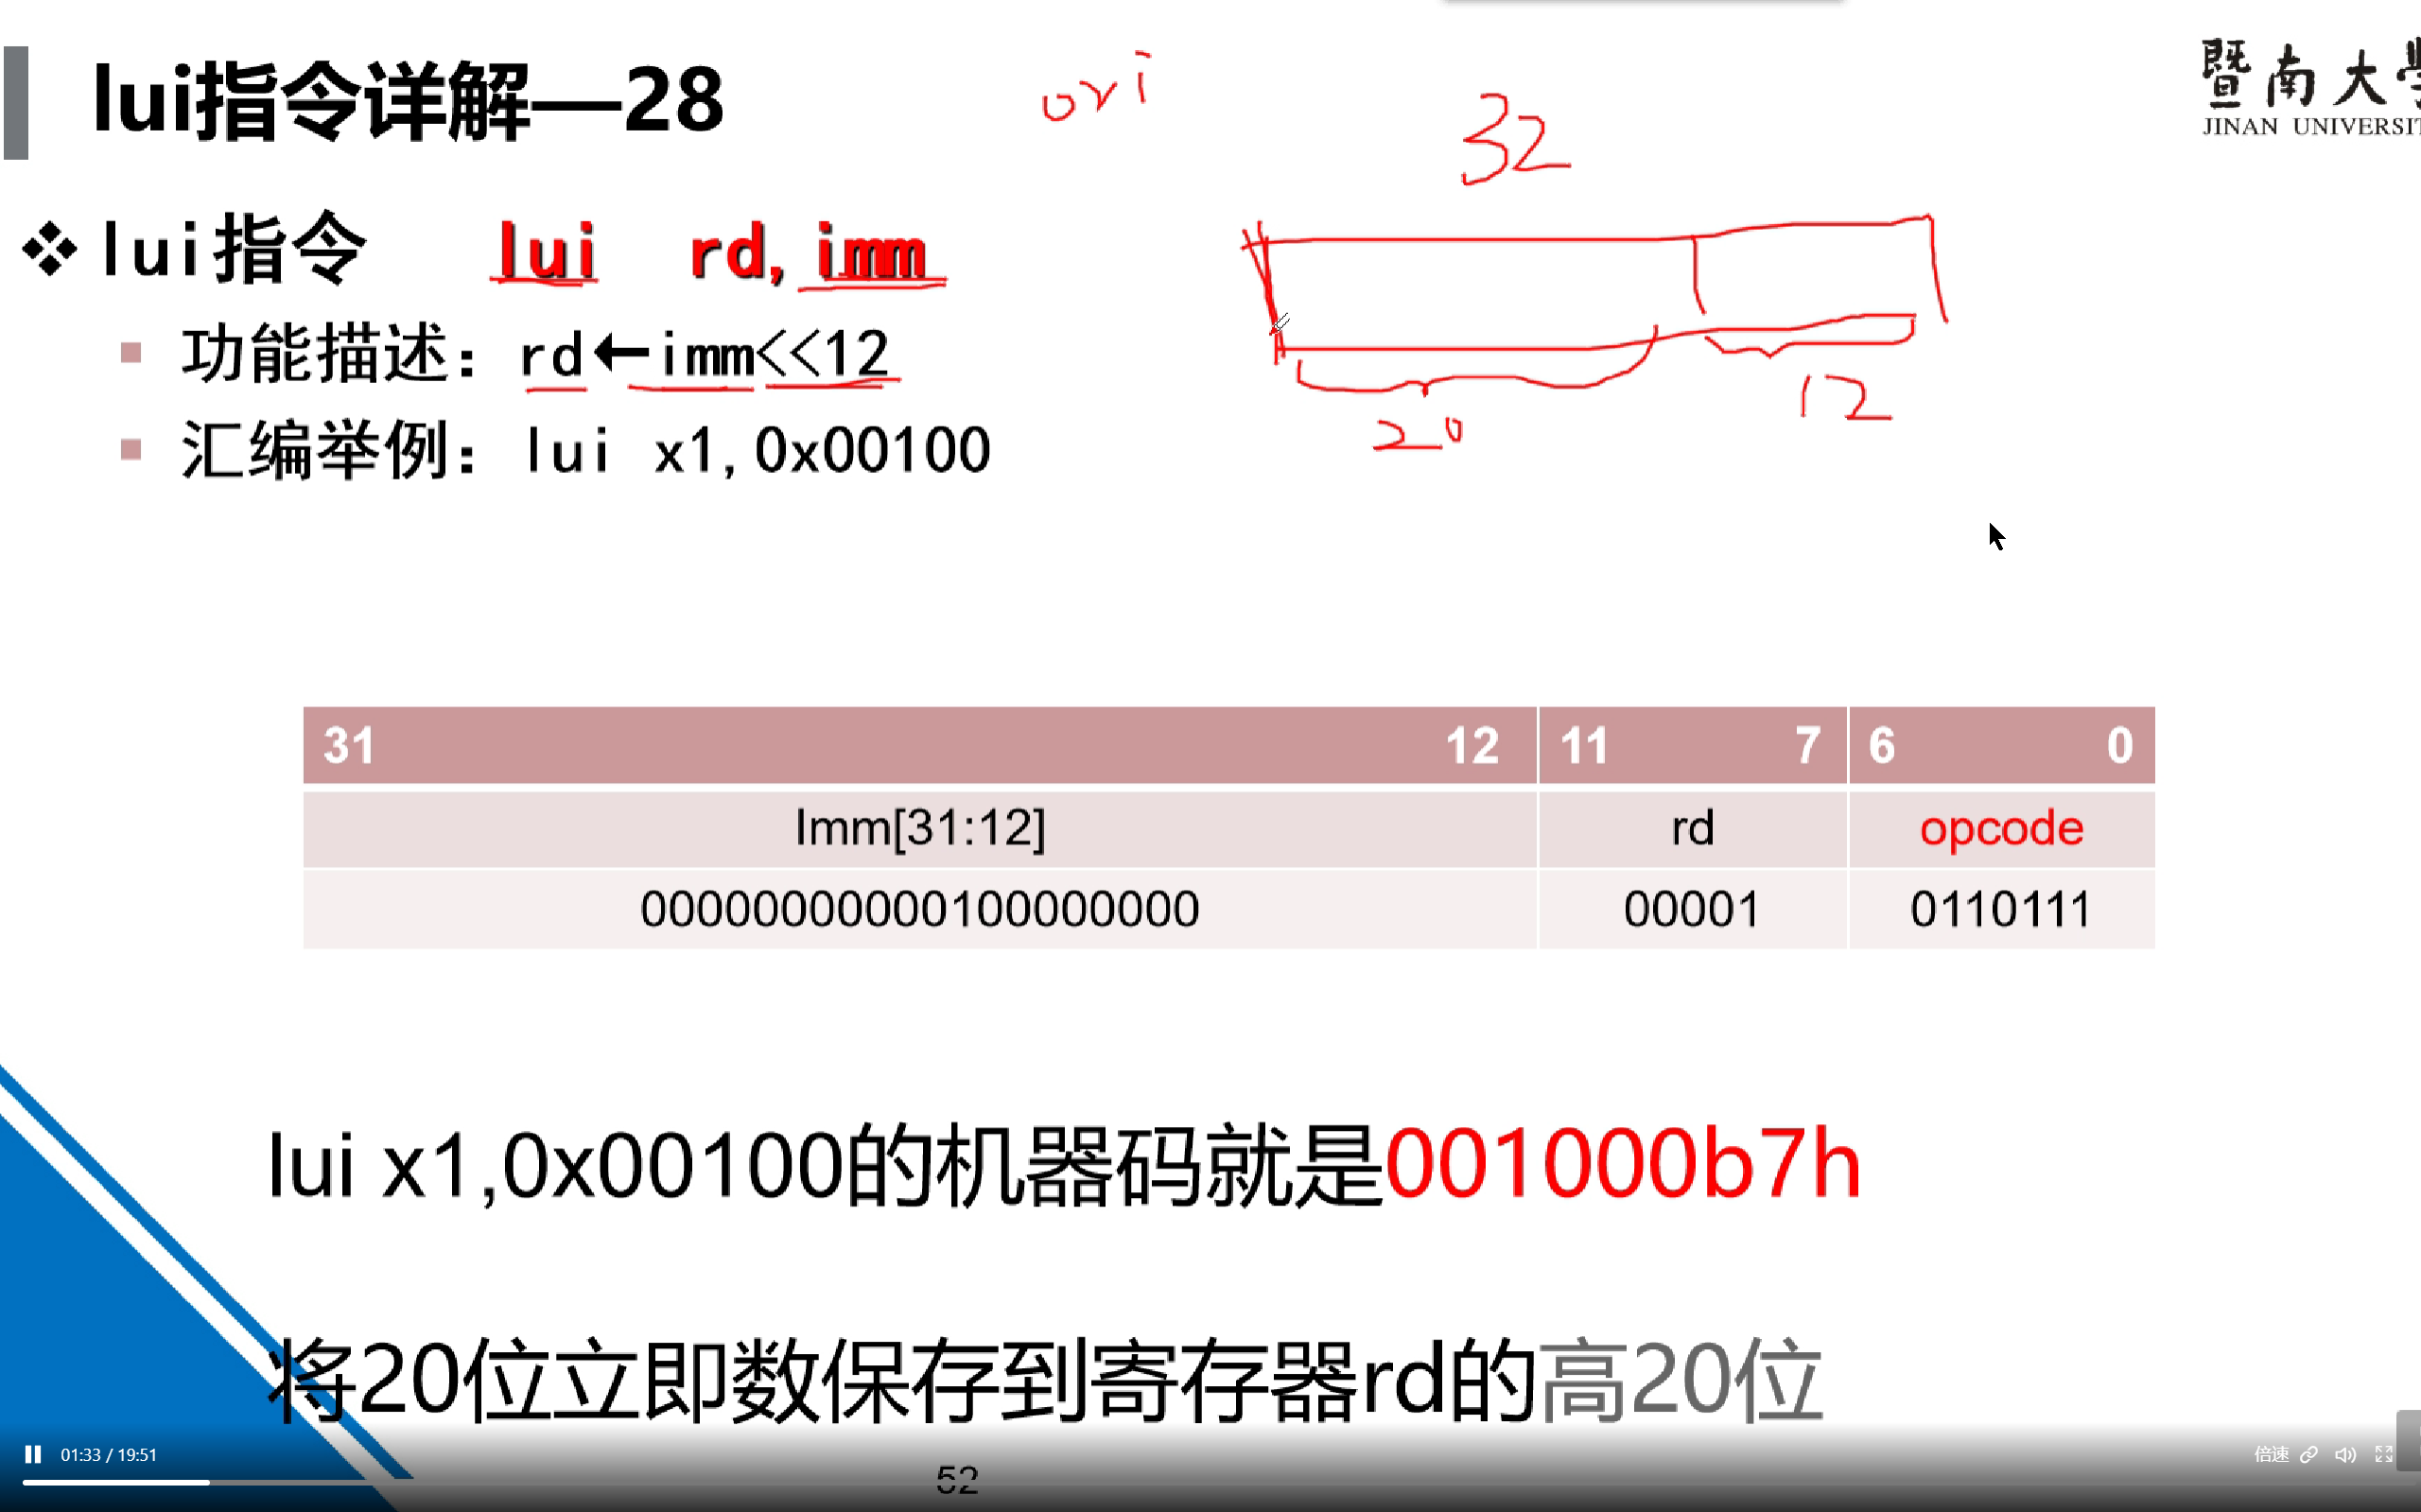 lui指令详解—28
ori
32
暨南大
JINAN UNIVERSIT
lui指令 lui rd,imm
功能描述：rd←imm<<12
汇编举例：lui x1,0x00100
20
12
31 12 11 7 6 0
Imm[31:12] rd opcode
00000000000100000000 00001 0110111
lui x1,0x00100的机器码就是001000b7h
将20位立即数保存到寄存器rd的高20位
01:33 / 19:51
倍速
52